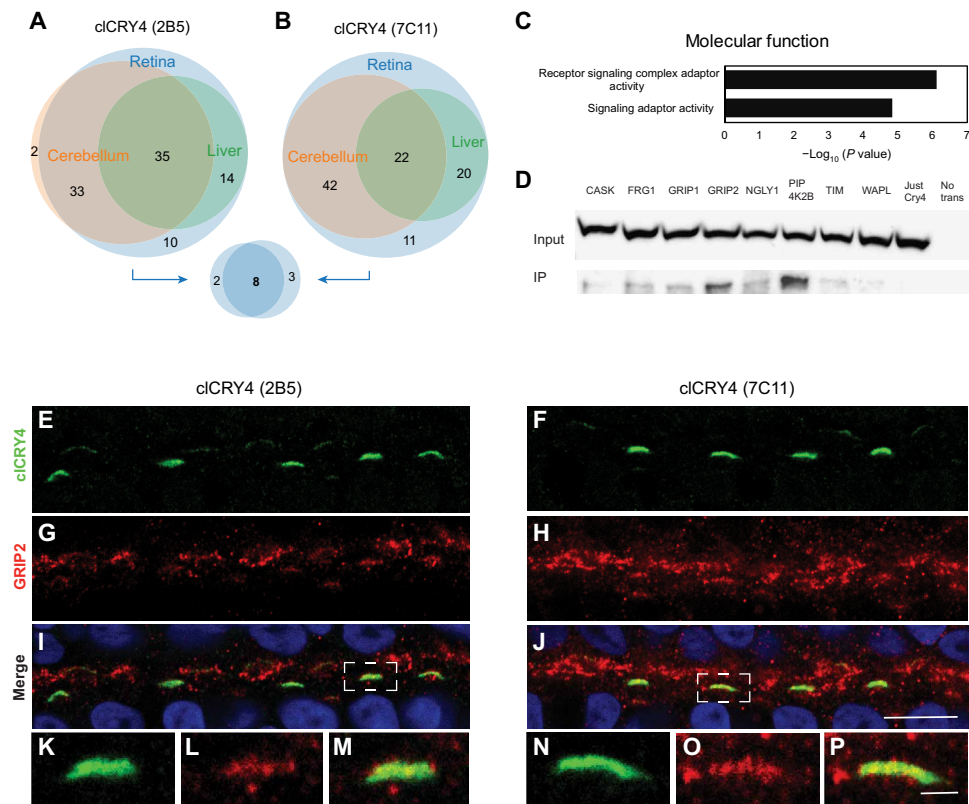 A
clCRY4 (2B5)
Retina
Cerebellum
Liver
2
35
33
14
10
B
clCRY4 (7C11)
Retina
Cerebellum
Liver
22
42
20
11
2
8
3
C
Molecular function
Receptor signaling complex adaptor
activity
Signaling adaptor activity
0 1 2 3 4 5 6 7
−Log10 (P value)
D
CASK FRG1 GRIP1 GRIP2 NGLY1 PIP 4K2B TIM WAPL Just Cry4 No trans
Input
IP
clCRY4 (2B5)
clCRY4 (7C11)
clCRY4
E
F
GRIP2
G
H
Merge
I
J
K
L
M
N
O
P